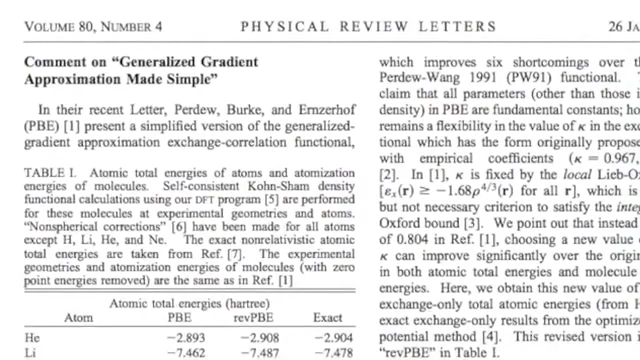 VOLUME 80, NUMBER 4
PHYSICAL REVIEW LETTERS
26 JA
Comment on “Generalized Gradient
Approximation Made Simple”
In their recent Letter, Perdew, Burke, and Ernzerhof
(PBE) [1] present a simplified version of the generalized-
gradient approximation exchange-correlation functional,
TABLE I. Atomic total energies of atoms and atomization
energies of molecules. Self-consistent Kohn-Sham density
functional calculations using our DFT program [5] are performed
for these molecules at experimental geometries and atoms.
“Nonspherical corrections” [6] have been made for all atoms
except H, Li, He, and Ne. The exact nonrelativistic atomic
total energies are taken from Ref. [7]. The experimental
geometries and atomization energies of molecules (with zero
point energies removed) are the same as in Ref. [1]
Atomic total energies (hartree)
Atom PBE revPBE Exact
He −2.893 −2.908 −2.904
Li −7.462 −7.487 −7.478
which improves six shortcomings over th
Perdew-Wang 1991 (PW91) functional.
claim that all parameters (other than those i
density) in PBE are fundamental constants; ho
remains a flexibility in the value of κ in the exc
tional which has the form originally propose
with empirical coefficients (κ = 0.967,
[2]. In [1], κ is fixed by the local Lieb-Ox
[εx(r) ≥ −1.68ρ4/3(r) for all r], which is
but not necessary criterion to satisfy the inte
Oxford bound [3]. We point out that instead
of 0.804 in Ref. [1], choosing a new value
κ can improve significantly over the origin
in both atomic total energies and molecule
energies. Here, we obtain this new value of
exchange-only total atomic energies (from H
exact exchange-only results from the optimiz
potential method [4]. This revised version i
“revPBE” in Table I.